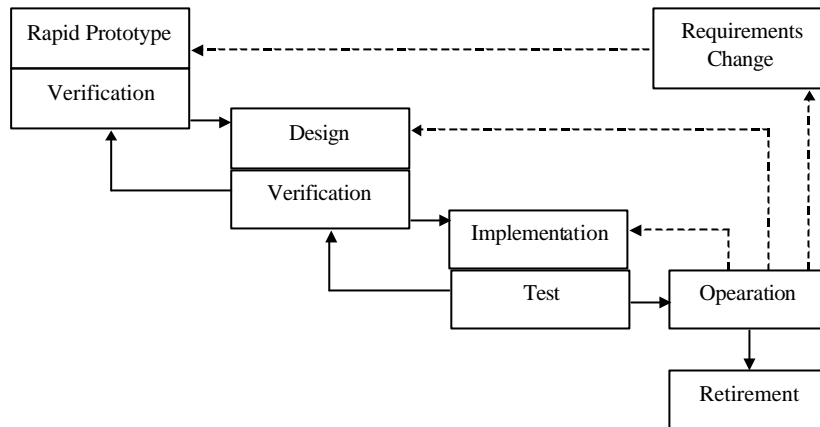 Rapid Prototype
Verification
Requirements
Change
Design
Verification
Implementation
Test
Opearation
Retirement